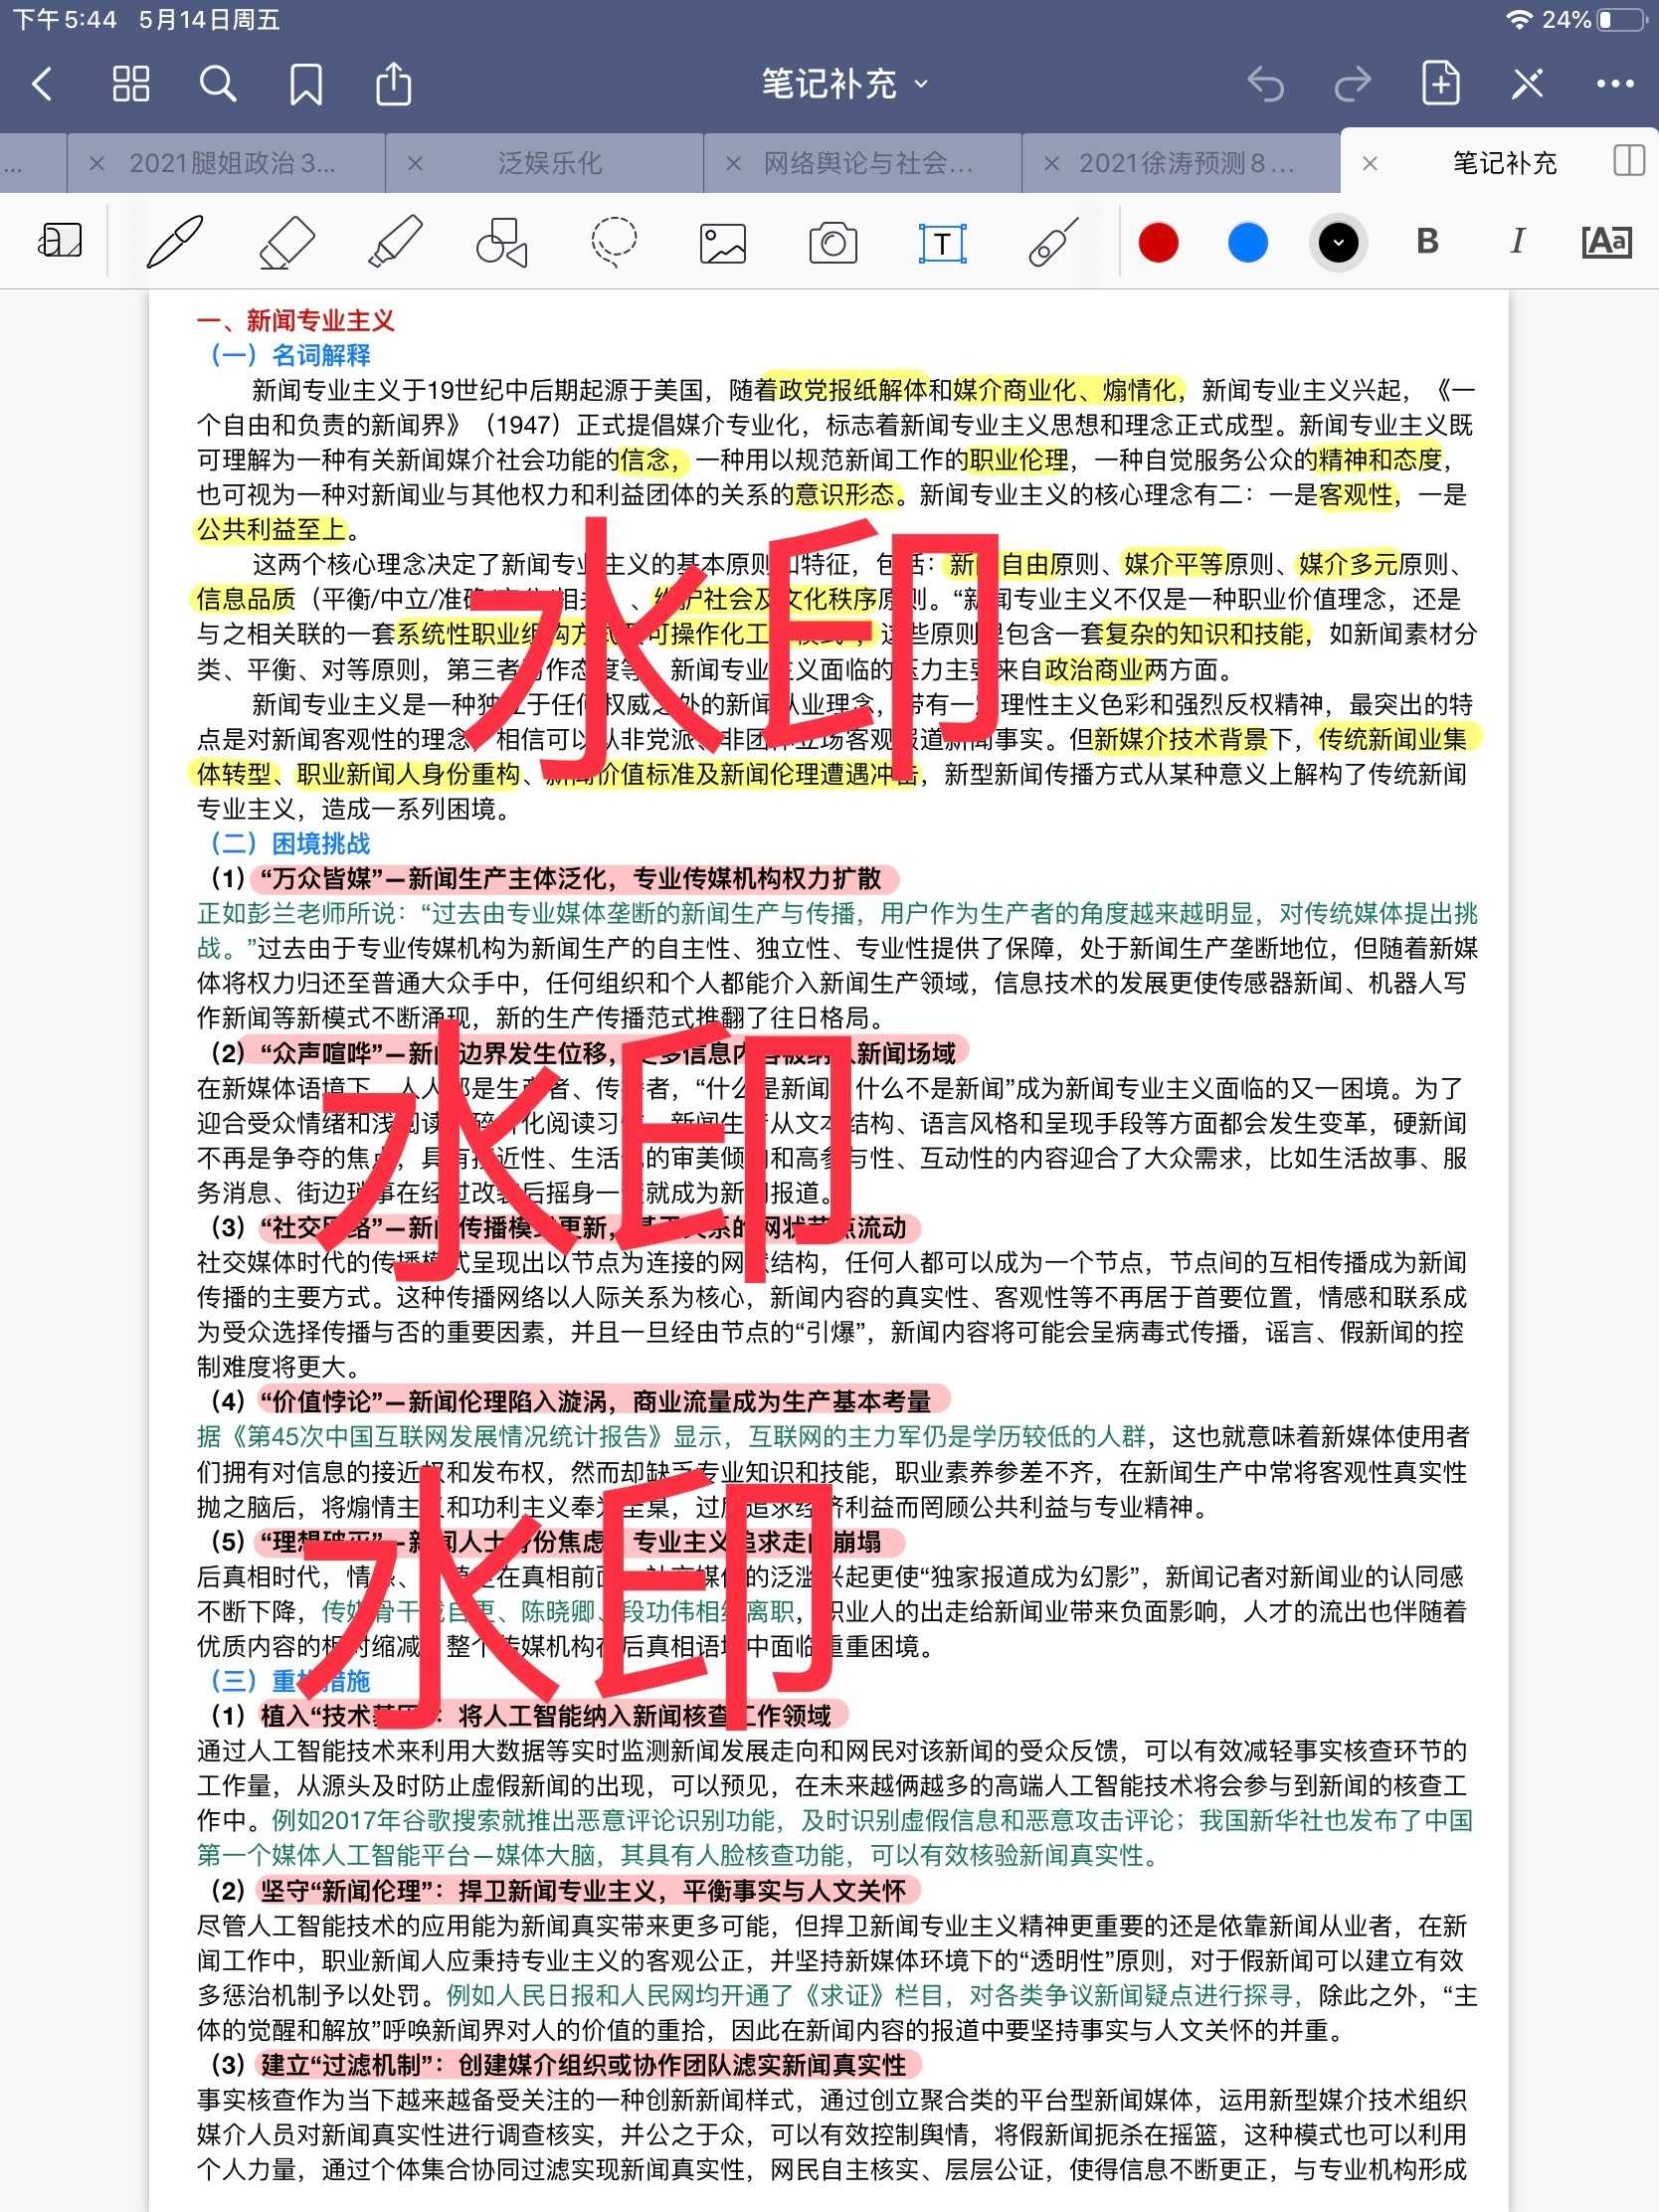 下午5:44 5月14日周五
24%
笔记补充
...
2021腿姐政治3...
泛娱乐化
网络舆论与社会...
2021徐涛预测8...
笔记补充
a T B I Aa
一、新闻专业主义
（一）名词解释
新闻专业主义于19世纪中后期起源于美国，随着政党报纸解体和媒介商业化、煽情化，新闻专业主义兴起，《一
个自由和负责的新闻界》（1947）正式提倡媒介专业化，标志着新闻专业主义思想和理念正式成型。新闻专业主义既
可理解为一种有关新闻媒介社会功能的信念，一种用以规范新闻工作的职业伦理，一种自觉服务公众的精神和态度，
也可视为一种对新闻业与其他权力和利益团体的关系的意识形态。新闻专业主义的核心理念有二：一是客观性，一是
公共利益至上。
这两个核心理念决定了新闻专业主义的基本原则和特征，包括：新闻自由原则、媒介平等原则、媒介多元原则、
信息品质（平衡/中立/准确 、维护社会及文化秩序原则。“新闻专业主义不仅是一种职业价值理念，还是
与之相关联的一套系统性职业结构方式 可操作化工 模式”，这些原则里包含一套复杂的知识和技能，如新闻素材分
类、平衡、对等原则，第三者写作态度等。新闻专业主义面临的压力主要来自政治商业两方面。
新闻专业主义是一种独立于任何权威之外的新闻从业理念，带有一定理性主义色彩和强烈反权精神，最突出的特
点是对新闻客观性的理念，相信可以从非党派、非团体立场客观报道新闻事实。但新媒介技术背景下，传统新闻业集
体转型、职业新闻人身份重构、新闻价值标准及新闻伦理遭遇冲击，新型新闻传播方式从某种意义上解构了传统新闻
专业主义，造成一系列困境。
（二）困境挑战
（1）“万众皆媒”—新闻生产主体泛化，专业传媒机构权力扩散
正如彭兰老师所说：“过去由专业媒体垄断的新闻生产与传播，用户作为生产者的角度越来越明显，对传统媒体提出挑
战。”过去由于专业传媒机构为新闻生产的自主性、独立性、专业性提供了保障，处于新闻生产垄断地位，但随着新媒
体将权力归还至普通大众手中，任何组织和个人都能介入新闻生产领域，信息技术的发展更使传感器新闻、机器人写
作新闻等新模式不断涌现，新的生产传播范式推翻了往日格局。
（2）“众声喧哗”—新闻边界发生位移，更多信息内容被纳入新闻场域
在新媒体语境下，人人都是生产者、传播者，“什么是新闻，什么不是新闻”成为新闻专业主义面临的又一困境。为了
迎合受众情绪和浅阅读、碎片化阅读习惯，新闻生产从文本结构、语言风格和呈现手段等方面都会发生变革，硬新闻
不再是争夺的焦点，具有接近性、生活化的审美倾向和高参与性、互动性的内容迎合了大众需求，比如生活故事、服
务消息、街边琐事在经过改装后摇身一变就成为新闻报道。
（3）“社交网络”—新闻传播模式更新，基于关系的网状节点流动
社交媒体时代的传播模式呈现出以节点为连接的网状结构，任何人都可以成为一个节点，节点间的互相传播成为新闻
传播的主要方式。这种传播网络以人际关系为核心，新闻内容的真实性、客观性等不再居于首要位置，情感和联系成
为受众选择传播与否的重要因素，并且一旦经由节点的“引爆”，新闻内容将可能会呈病毒式传播，谣言、假新闻的控
制难度将更大。
（4）“价值悖论”—新闻伦理陷入漩涡，商业流量成为生产基本考量
据《第45次中国互联网发展情况统计报告》显示，互联网的主力军仍是学历较低的人群，这也就意味着新媒体使用者
们拥有对信息的接近权和发布权，然而却缺乏专业知识和技能，职业素养参差不齐，在新闻生产中常将客观性真实性
抛之脑后，将煽情主义和功利主义奉为圭臬，过度追求经济利益而罔顾公共利益与专业精神。
（5）“理想破灭”—新闻人士身份焦虑，专业主义追求走向崩塌
后真相时代，情感、 在真相前面，社交媒体的泛滥兴起更使“独家报道成为幻影”，新闻记者对新闻业的认同感
不断下降，传媒骨干 、陈晓卿、段功伟相继离职，职业人的出走给新闻业带来负面影响，人才的流出也伴随着
优质内容的相对缩减，整个传媒机构在后真相语境中面临重重困境。
（三）重构措施
（1）植入“技术基因”：将人工智能纳入新闻核查工作领域
通过人工智能技术来利用大数据等实时监测新闻发展走向和网民对该新闻的受众反馈，可以有效减轻事实核查环节的
工作量，从源头及时防止虚假新闻的出现，可以预见，在未来越俩越多的高端人工智能技术将会参与到新闻的核查工
作中。例如2017年谷歌搜索就推出恶意评论识别功能，及时识别虚假信息和恶意攻击评论；我国新华社也发布了中国
第一个媒体人工智能平台—媒体大脑，其具有人脸核查功能，可以有效核验新闻真实性。
（2）坚守“新闻伦理”：捍卫新闻专业主义，平衡事实与人文关怀
尽管人工智能技术的应用能为新闻真实带来更多可能，但捍卫新闻专业主义精神更重要的还是依靠新闻从业者，在新
闻工作中，职业新闻人应秉持专业主义的客观公正，并坚持新媒体环境下的“透明性”原则，对于假新闻可以建立有效
多惩治机制予以处罚。例如人民日报和人民网均开通了《求证》栏目，对各类争议新闻疑点进行探寻，除此之外，“主
体的觉醒和解放”呼唤新闻界对人的价值的重拾，因此在新闻内容的报道中要坚持事实与人文关怀的并重。
（3）建立“过滤机制”：创建媒介组织或协作团队滤实新闻真实性
事实核查作为当下越来越备受关注的一种创新新闻样式，通过创立聚合类的平台型新闻媒体，运用新型媒介技术组织
媒介人员对新闻真实性进行调查核实，并公之于众，可以有效控制舆情，将假新闻扼杀在摇篮，这种模式也可以利用
个人力量，通过个体集合协同过滤实现新闻真实性，网民自主核实、层层公证，使得信息不断更正，与专业机构形成
水印
水印
水印